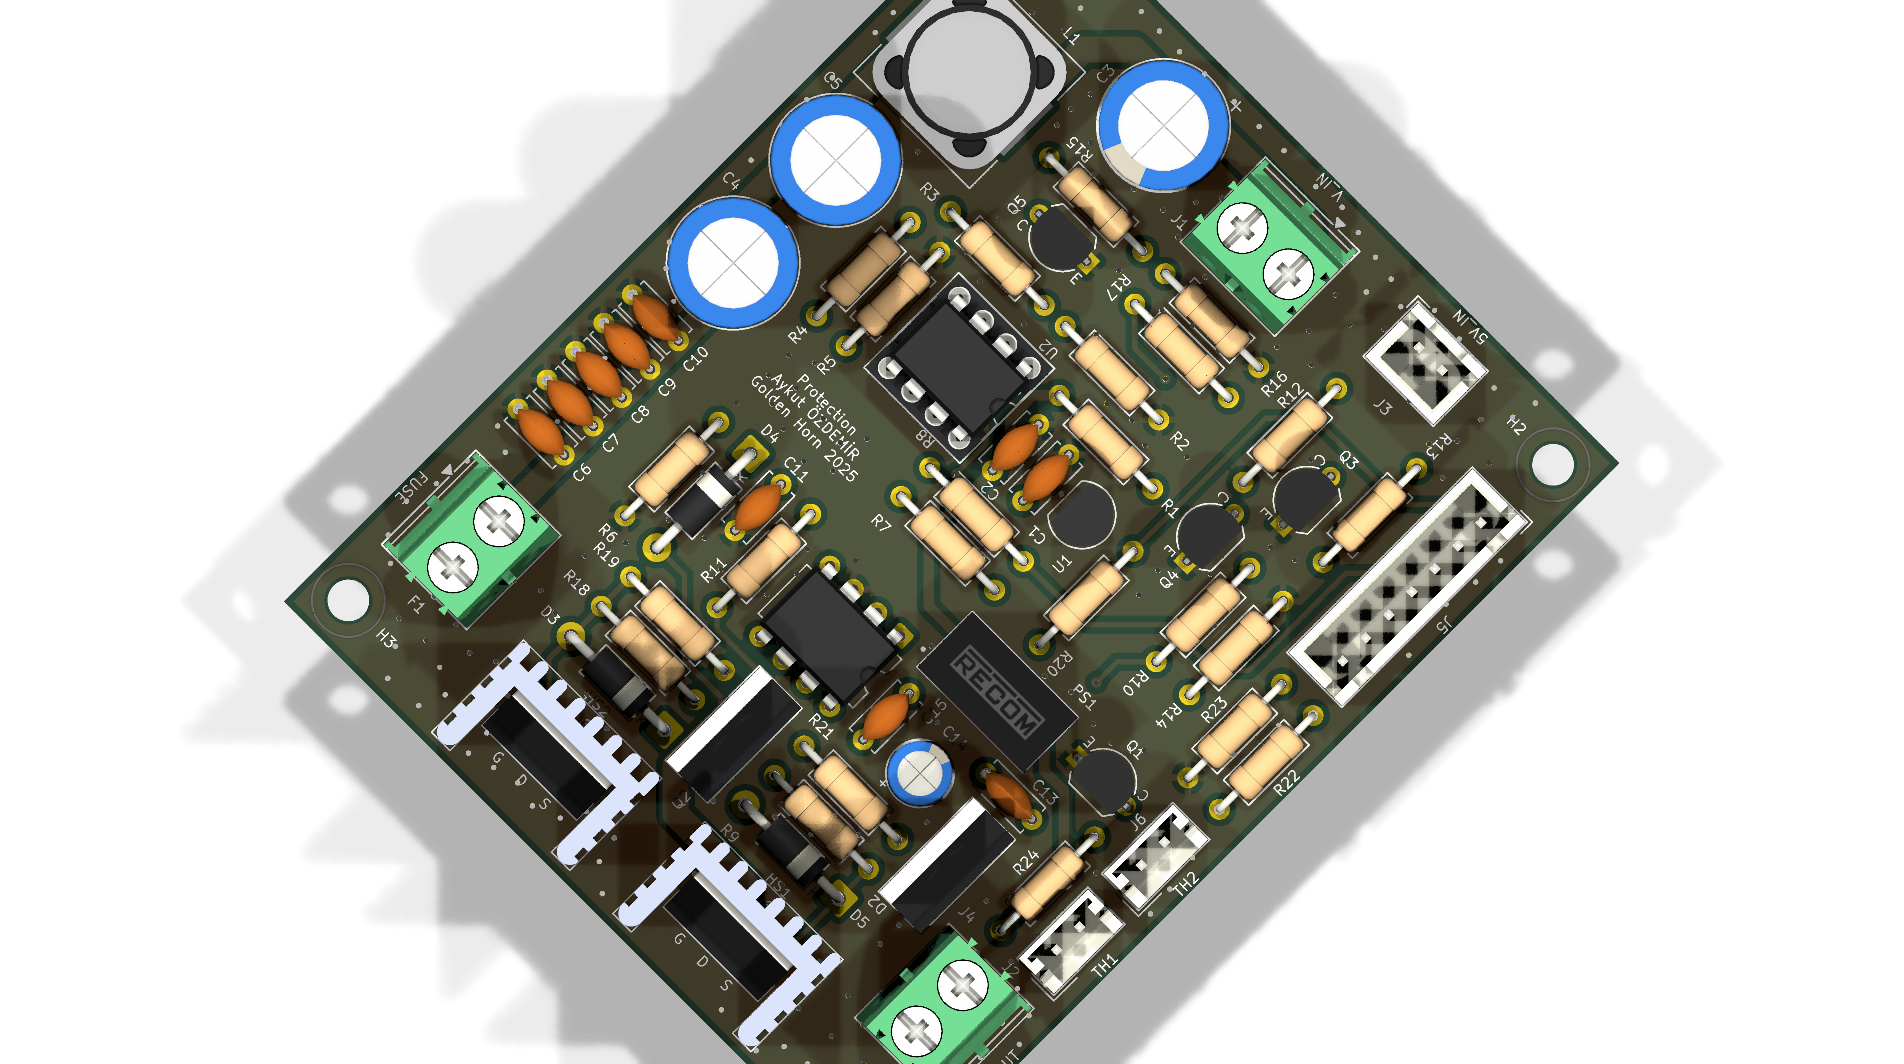 L1
C3
+
C5
C4
R15
R3
Q5
C
E
J1
V_IN
R17
R4
R5
U2
R16
R12
5V_IN
J3
H2
R13
C10
C9
C8
C7
C6
Protection
Aykut ÖzDEMİR
Golden Horn 2025
R8
R2
D4
C11
FUSE
R7
C2
C1
R1
U1
C
Q3
E
C
E
Q4
R6
R19
R11
R18
D3
F1
H3
R20
R10
R14
J5
RECOM
PS1
R23
R22
R21
C14
C13
E
Q1
C
J6
G
D
S
R9
HS1
R24
TH2
TH1
D5
D2
J4
G
D
S